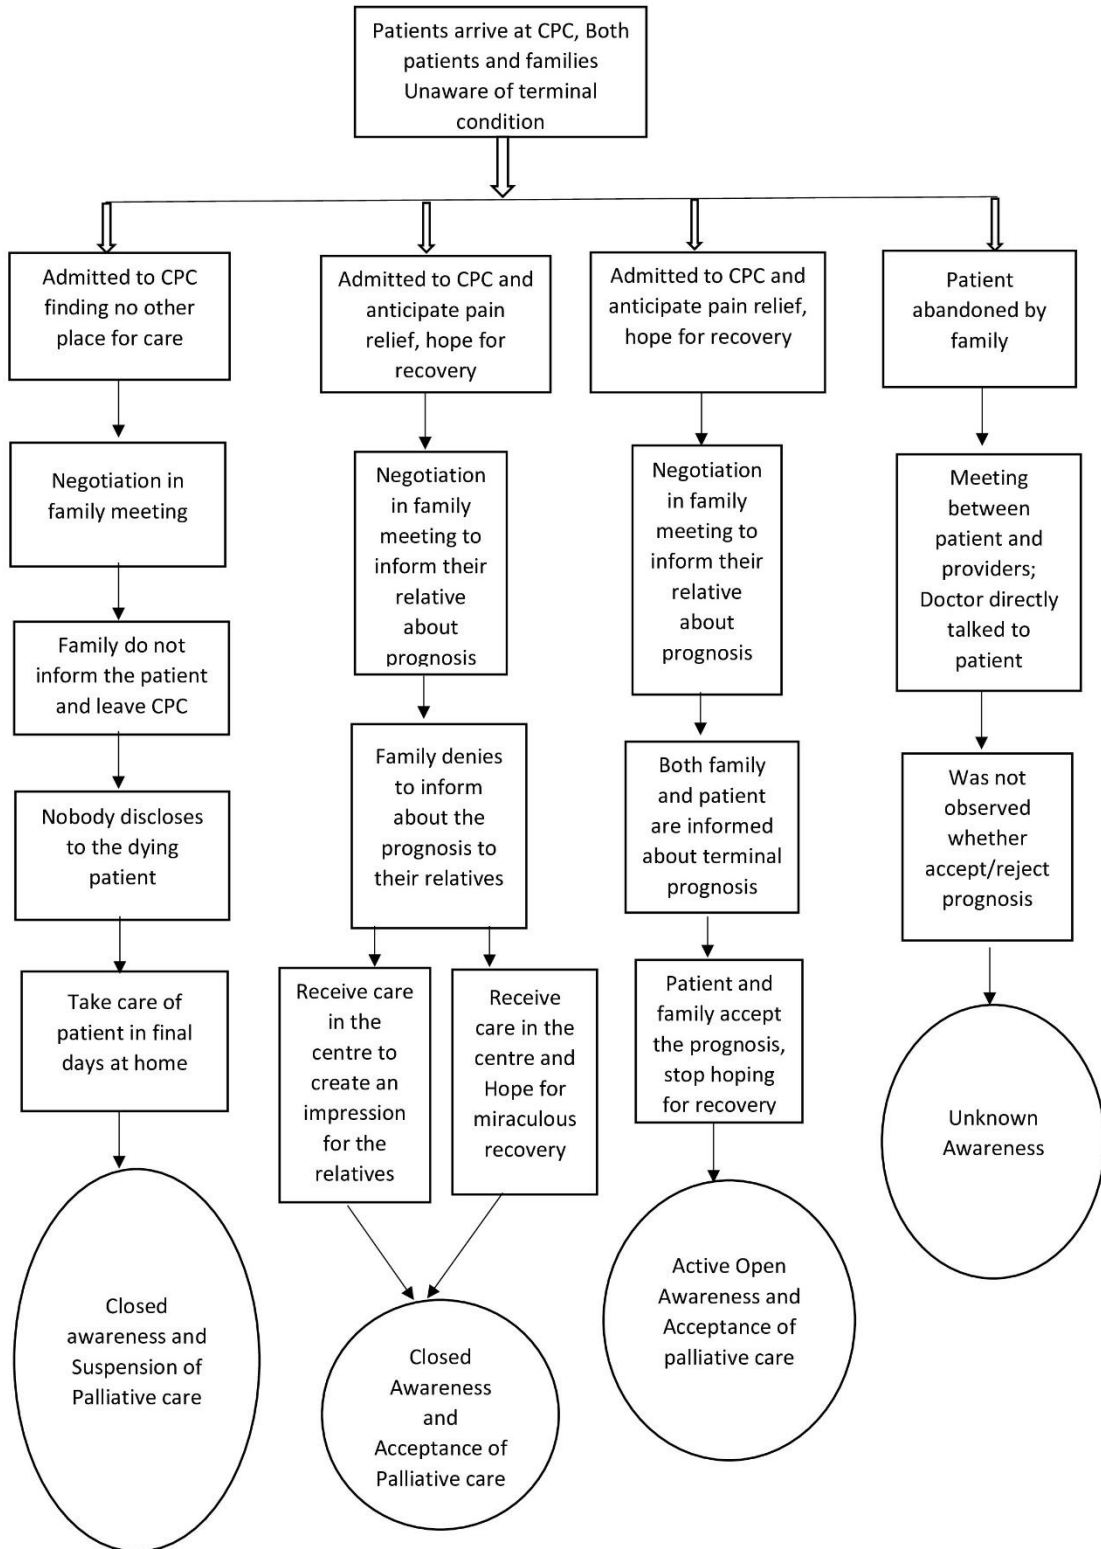 Patients arrive at CPC, Both
patients and families
Unaware of terminal
condition
Admitted to CPC
finding no other
place for care
Negotiation in
family meeting
Family do not
inform the patient
and leave CPC
Nobody discloses
to the dying
patient
Take care of
patient in final
days at home
Closed
awareness and
Suspension of
Palliative care
Admitted to CPC and
anticipate pain
relief, hope for
recovery
Negotiation
in family
meeting to
inform their
relative
about
prognosis
Family denies
to inform
about the
prognosis to
their relatives
Receive care in
the centre to
create an
impression
for the
relatives
Receive
care in the
centre and
Hope for
miraculous
recovery
Closed
Awareness
and
Acceptance of
Palliative care
Admitted to CPC and
anticipate pain relief,
hope for recovery
Negotiation
in family
meeting to
inform their
relative
about
prognosis
Both family
and patient
are informed
about terminal
prognosis
Patient and
family accept
the prognosis,
stop hoping
for recovery
Active Open
Awareness and
Acceptance of
palliative care
Patient
abandoned by
family
Meeting
between
patient and
providers;
Doctor directly
talked to
patient
Was not
observed
whether
accept/reject
prognosis
Unknown
Awareness